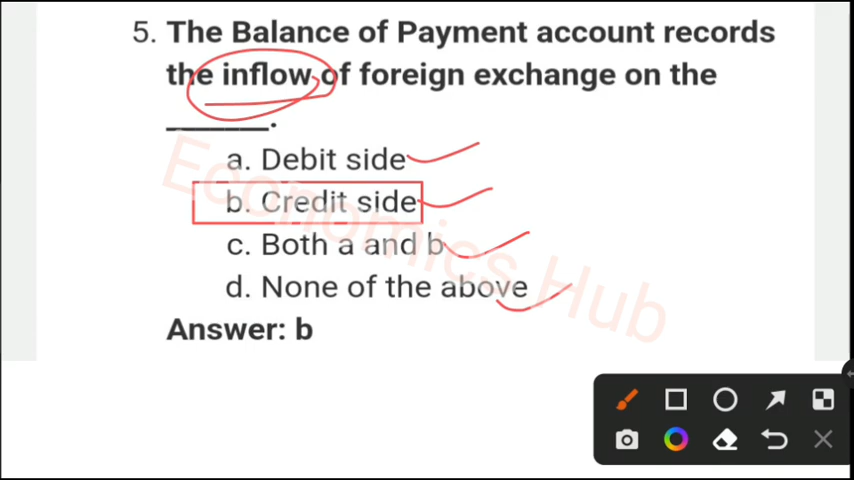 5. The Balance of Payment account records
the inflow of foreign exchange on the
_______.
a. Debit side
b. Credit side
c. Both a and b
d. None of the above
Answer: b
Economics Hub